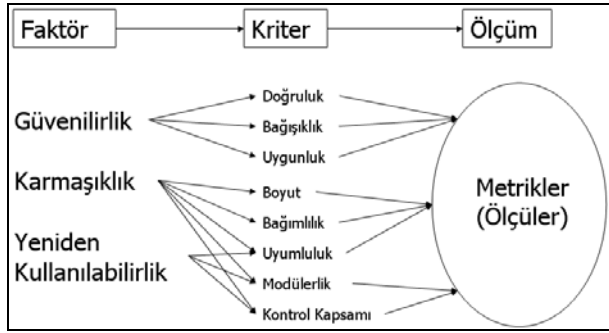 Faktör Kriter Ölçüm
Doğruluk
Güvenilirlik
Bağışıklık
Uygunluk
Karmaşıklık
Boyut
Metrikler
(Ölçüler)
Bağımlılık
Yeniden
Kullanılabilirlik
Uyumluluk
Modülerlik
Kontrol Kapsamı